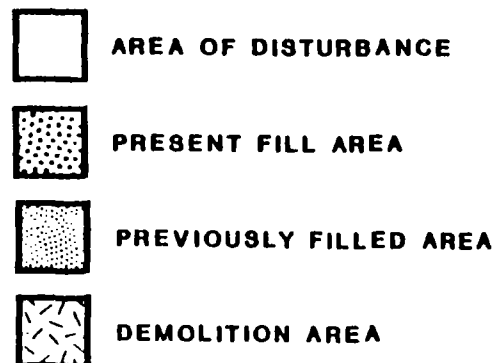 AREA OF DISTURBANCE
PRESENT FILL AREA
PREVIOUSLY FILLED AREA
DEMOLITION AREA